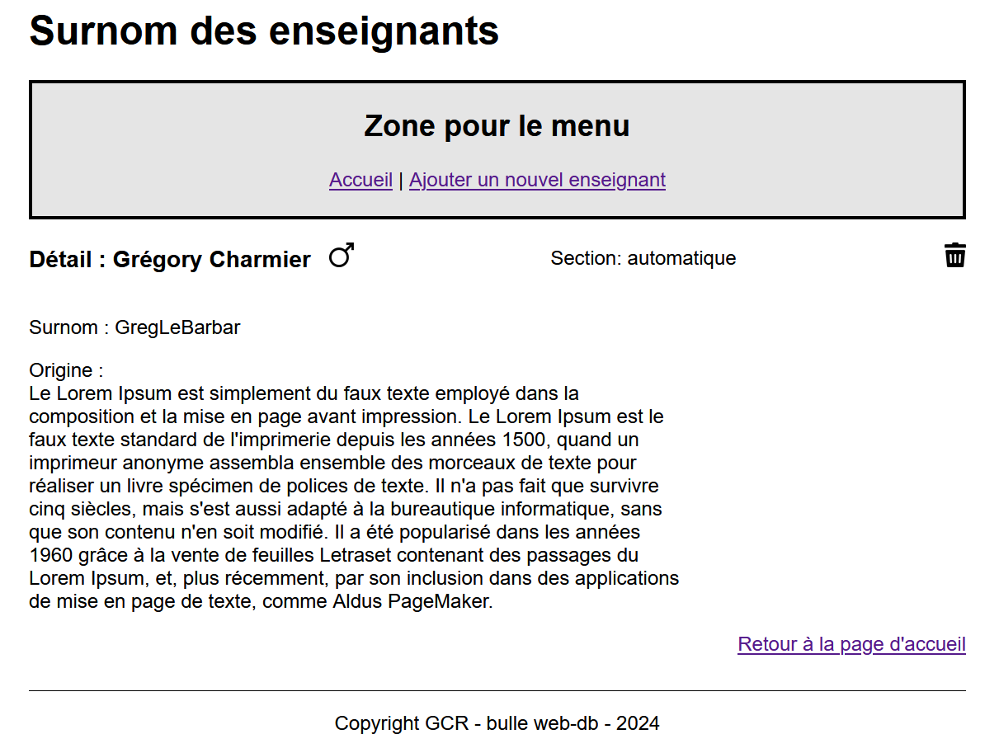 Surnom des enseignants
Zone pour le menu
Accueil | Ajouter un nouvel enseignant
Détail : Grégory Charmier
Section: automatique
Surnom : GregLeBarbar
Origine :
Le Lorem Ipsum est simplement du faux texte employé dans la
composition et la mise en page avant impression. Le Lorem Ipsum est le
faux texte standard de l'imprimerie depuis les années 1500, quand un
imprimeur anonyme assembla ensemble des morceaux de texte pour
réaliser un livre spécimen de polices de texte. Il n'a pas fait que survivre
cinq siècles, mais s'est aussi adapté à la bureautique informatique, sans
que son contenu n'en soit modifié. Il a été popularisé dans les années
1960 grâce à la vente de feuilles Letraset contenant des passages du
Lorem Ipsum, et, plus récemment, par son inclusion dans des applications
de mise en page de texte, comme Aldus PageMaker.
Retour à la page d'accueil
Copyright GCR - bulle web-db - 2024